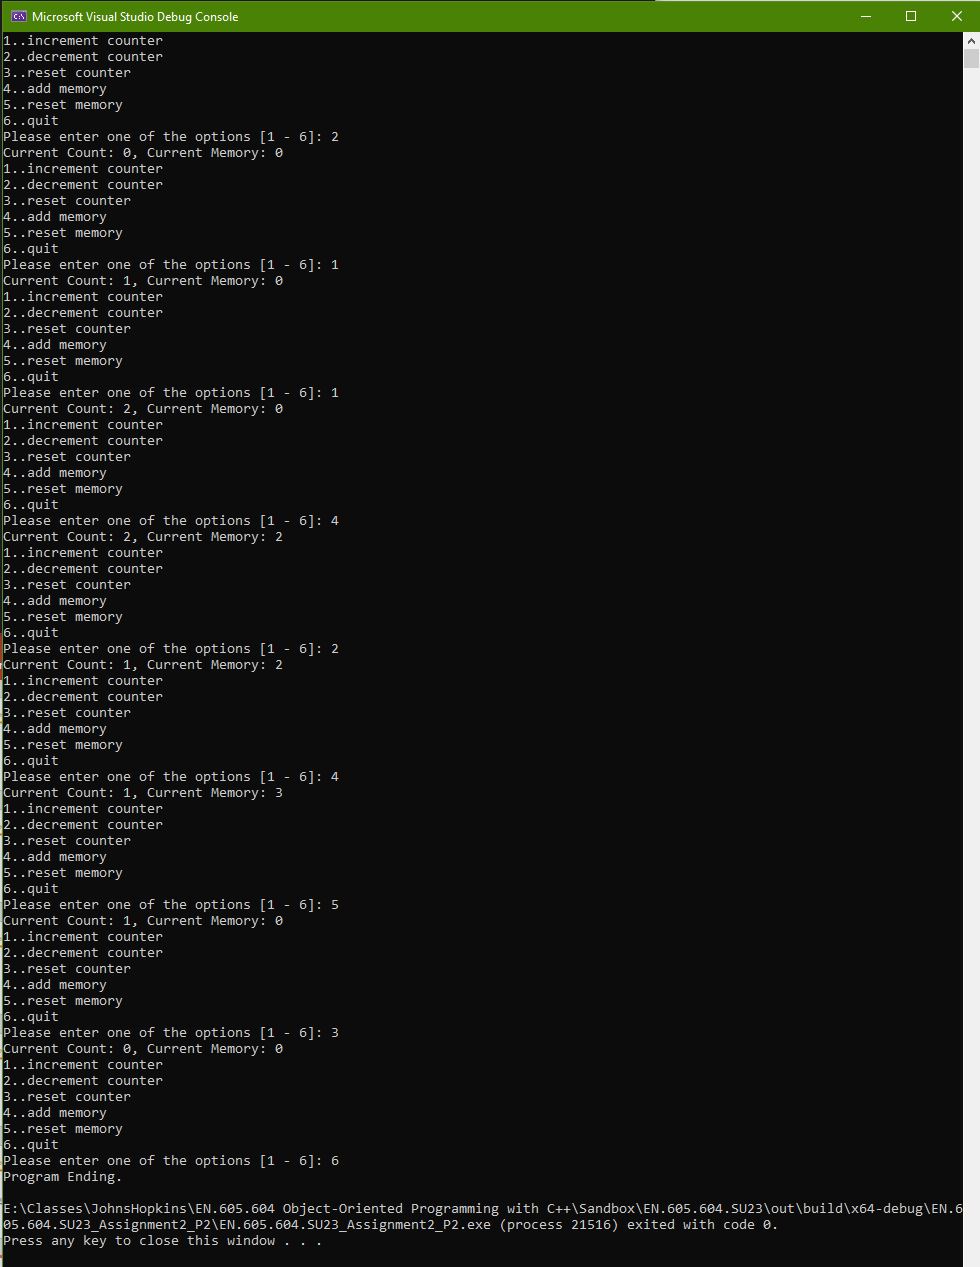 Microsoft Visual Studio Debug Console
1..increment counter
2..decrement counter
3..reset counter
4..add memory
5..reset memory
6..quit
Please enter one of the options [1 - 6]: 2
Current Count: 0, Current Memory: 0
1..increment counter
2..decrement counter
3..reset counter
4..add memory
5..reset memory
6..quit
Please enter one of the options [1 - 6]: 1
Current Count: 1, Current Memory: 0
1..increment counter
2..decrement counter
3..reset counter
4..add memory
5..reset memory
6..quit
Please enter one of the options [1 - 6]: 1
Current Count: 2, Current Memory: 0
1..increment counter
2..decrement counter
3..reset counter
4..add memory
5..reset memory
6..quit
Please enter one of the options [1 - 6]: 4
Current Count: 2, Current Memory: 2
1..increment counter
2..decrement counter
3..reset counter
4..add memory
5..reset memory
6..quit
Please enter one of the options [1 - 6]: 2
Current Count: 1, Current Memory: 2
1..increment counter
2..decrement counter
3..reset counter
4..add memory
5..reset memory
6..quit
Please enter one of the options [1 - 6]: 4
Current Count: 1, Current Memory: 3
1..increment counter
2..decrement counter
3..reset counter
4..add memory
5..reset memory
6..quit
Please enter one of the options [1 - 6]: 5
Current Count: 1, Current Memory: 0
1..increment counter
2..decrement counter
3..reset counter
4..add memory
5..reset memory
6..quit
Please enter one of the options [1 - 6]: 3
Current Count: 0, Current Memory: 0
1..increment counter
2..decrement counter
3..reset counter
4..add memory
5..reset memory
6..quit
Please enter one of the options [1 - 6]: 6
Program Ending.
E:\Classes\JohnsHopkins\EN.605.604 Object-Oriented Programming with C++\Sandbox\EN.605.604.SU23\out\build\x64-debug\EN.6
05.604.SU23_Assignment2_P2\EN.605.604.SU23_Assignment2_P2.exe (process 21516) exited with code 0.
Press any key to close this window . . .